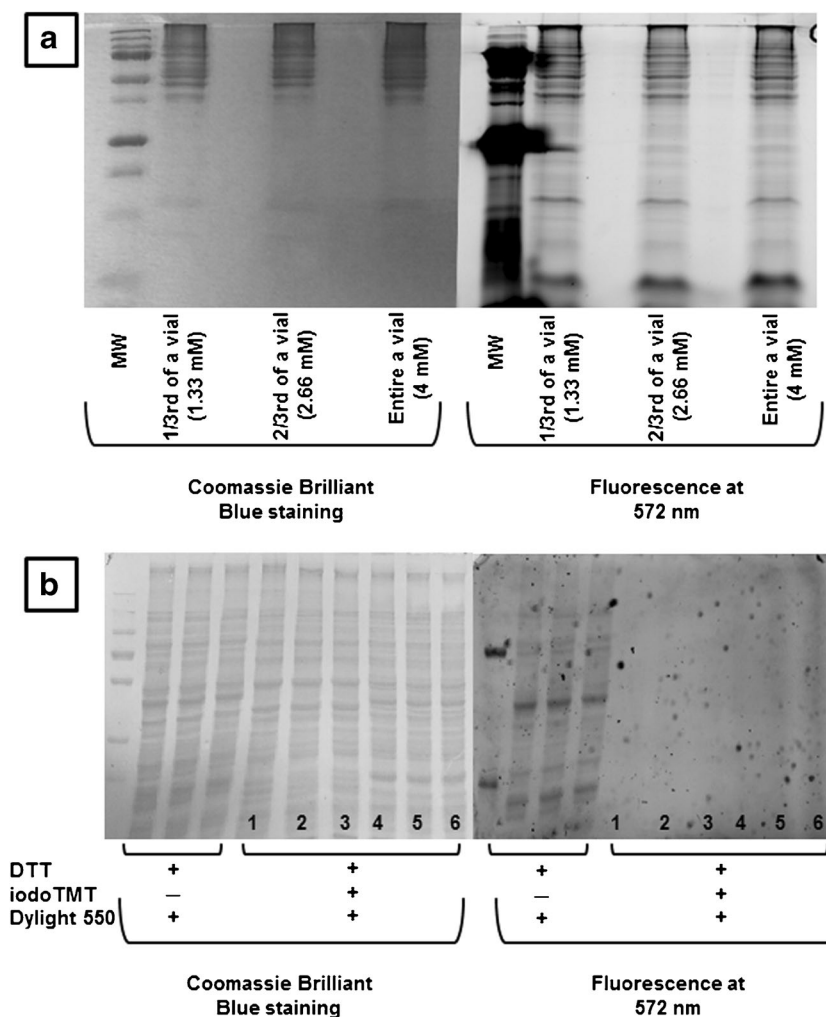 a
MW
1/3rd of a vial
(1.33 mM)
2/3rd of a vial
(2.66 mM)
Entire a vial
(4 mM)
MW
1/3rd of a vial
(1.33 mM)
2/3rd of a vial
(2.66 mM)
Entire a vial
(4 mM)
Coomassie Brilliant
Blue staining
Fluorescence at
572 nm
b
1 2 3 4 5 6
1 2 3 4 5 6
DTT + + + +
iodoTMT – + – +
Dylight 550 + + + +
Coomassie Brilliant
Blue staining
Fluorescence at
572 nm